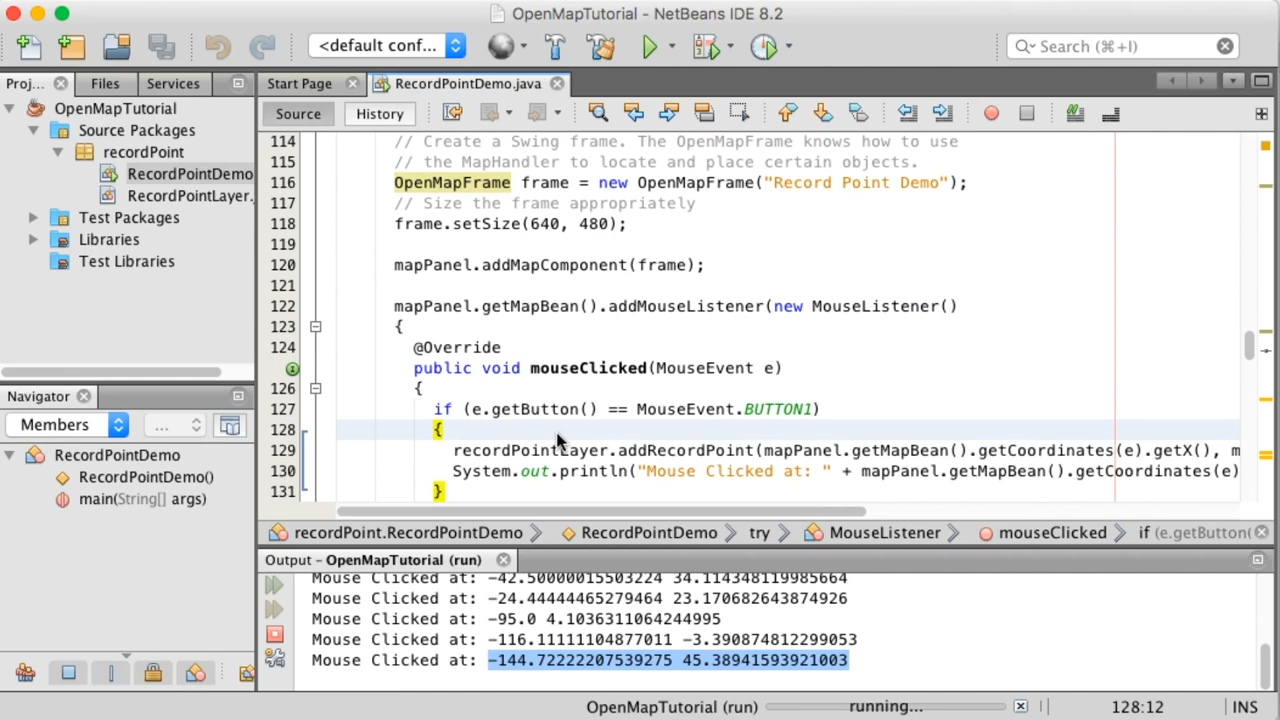 OpenMapTutorial - NetBeans IDE 8.2
<default conf...
Search (⌘+I)
Proj...
Files
Services
Start Page
RecordPointDemo.java
Source
History
OpenMapTutorial
Source Packages
recordPoint
RecordPointDemo
RecordPointLayer.
Test Packages
Libraries
Test Libraries
114 // Create a Swing frame. The OpenMapFrame knows how to use
115 // the MapHandler to locate and place certain objects.
116 OpenMapFrame frame = new OpenMapFrame("Record Point Demo");
117 // Size the frame appropriately
118 frame.setSize(640, 480);
119
120 mapPanel.addMapComponent(frame);
121
122 mapPanel.getMapBean().addMouseListener(new MouseListener()
123 {
124 @Override
public void mouseClicked(MouseEvent e)
126 {
127 if (e.getButton() == MouseEvent.BUTTON1)
128 {
129 recordPointLayer.addRecordPoint(mapPanel.getMapBean().getCoordinates(e).getX(), m
130 System.out.println("Mouse Clicked at: " + mapPanel.getMapBean().getCoordinates(e)
131 }
Navigator
Members
...
RecordPointDemo
RecordPointDemo()
main(String[] args)
recordPoint.RecordPointDemo
RecordPointDemo
try
MouseListener
mouseClicked
if (e.getButton(
Output - OpenMapTutorial (run)
Mouse Clicked at: -42.50000015503224 34.114348119985664
Mouse Clicked at: -24.44444465279464 23.170682643874926
Mouse Clicked at: -95.0 4.1036311064244995
Mouse Clicked at: -116.11111104877011 -3.390874812299053
Mouse Clicked at: -144.72222207539275 45.38941593921003
OpenMapTutorial (run)
running...
128:12
INS